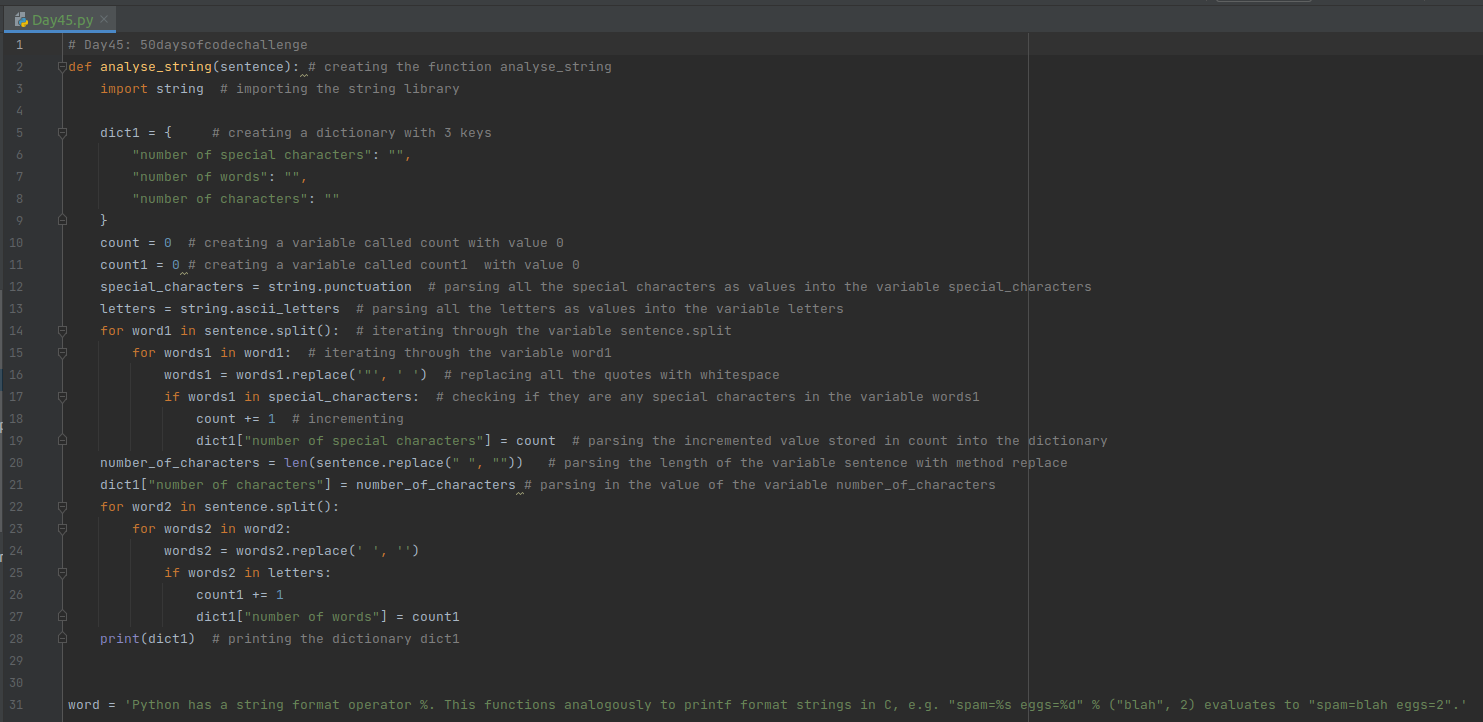 Day45.py
1 # Day45: 50daysofcodechallenge
2 def analyse_string(sentence): # creating the function analyse_string
3     import string  # importing the string library
4
5     dict1 = {     # creating a dictionary with 3 keys
6         "number of special characters": "",
7         "number of words": "",
8         "number of characters": ""
9     }
10     count = 0  # creating a variable called count with value 0
11     count1 = 0 # creating a variable called count1  with value 0
12     special_characters = string.punctuation  # parsing all the special characters as values into the variable special_characters
13     letters = string.ascii_letters  # parsing all the letters as values into the variable letters
14     for word1 in sentence.split():  # iterating through the variable sentence.split
15         for words1 in word1:  # iterating through the variable word1
16             words1 = words1.replace('"', ' ')  # replacing all the quotes with whitespace
17             if words1 in special_characters:  # checking if they are any special characters in the variable words1
18                 count += 1  # incrementing
19                 dict1["number of special characters"] = count  # parsing the incremented value stored in count into the dictionary
20     number_of_characters = len(sentence.replace(" ", ""))   # parsing the length of the variable sentence with method replace
21     dict1["number of characters"] = number_of_characters # parsing in the value of the variable number_of_characters
22     for word2 in sentence.split():
23         for words2 in word2:
24             words2 = words2.replace(' ', '')
25             if words2 in letters:
26                 count1 += 1
27                 dict1["number of words"] = count1
28     print(dict1)  # printing the dictionary dict1
29
30
31 word = 'Python has a string format operator %. This functions analogously to printf format strings in C, e.g. "spam=%s eggs=%d" % ("blah", 2) evaluates to "spam=blah eggs=2".'